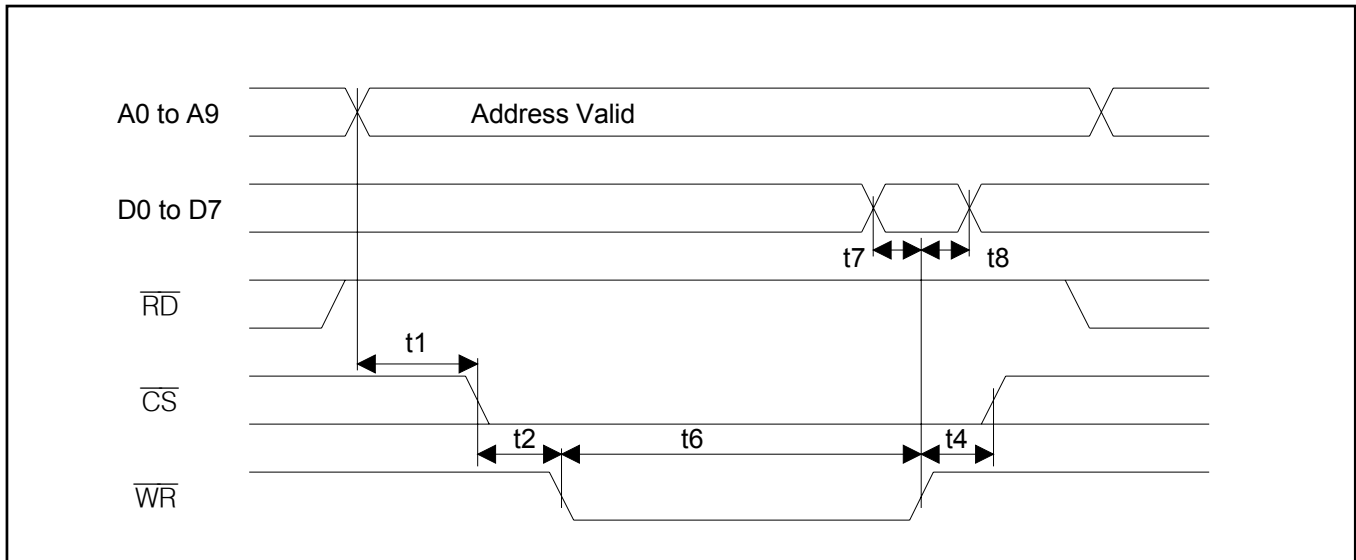 A0 to A9
Address Valid
D0 to D7
t7
t8
RD
t1
CS
t2
t6
t4
WR